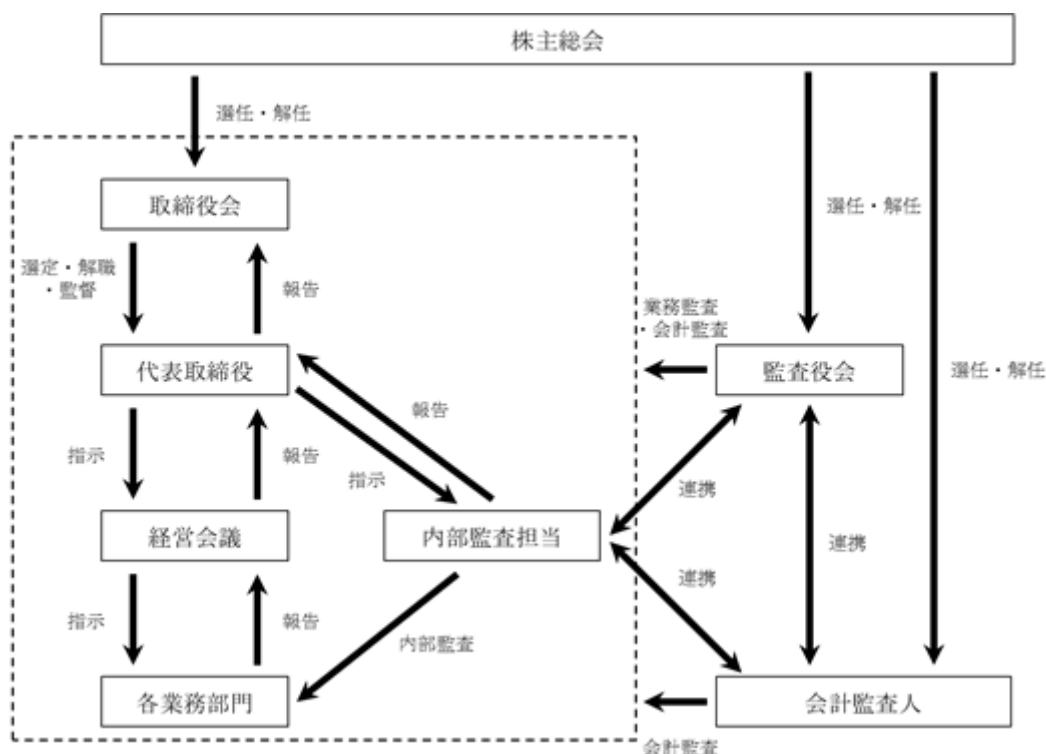 株主総会
選任・解任
取締役会
選任・解任
選定・解職
・監督
報告
業務監査
・会計監査
代表取締役
監査役会
選任・解任
報告
指示
報告
指示
連携
経営会議
内部監査担当
連携
連携
指示
報告
内部監査
各業務部門
会計監査人
会計監査